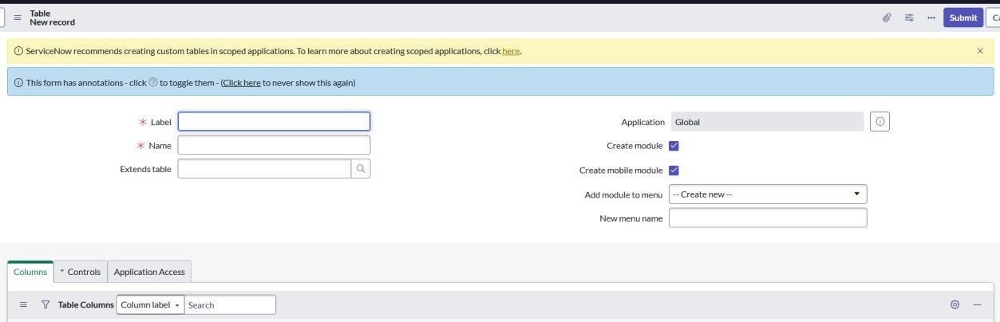 Table
New record
Submit
ServiceNow recommends creating custom tables in scoped applications. To learn more about creating scoped applications, click here.
This form has annotations - click ? to toggle them - (Click here to never show this again)
* Label
* Name
Extends table
Application Global
Create module
Create mobile module
Add module to menu -- Create new --
New menu name
Columns * Controls Application Access
Table Columns Column label Search